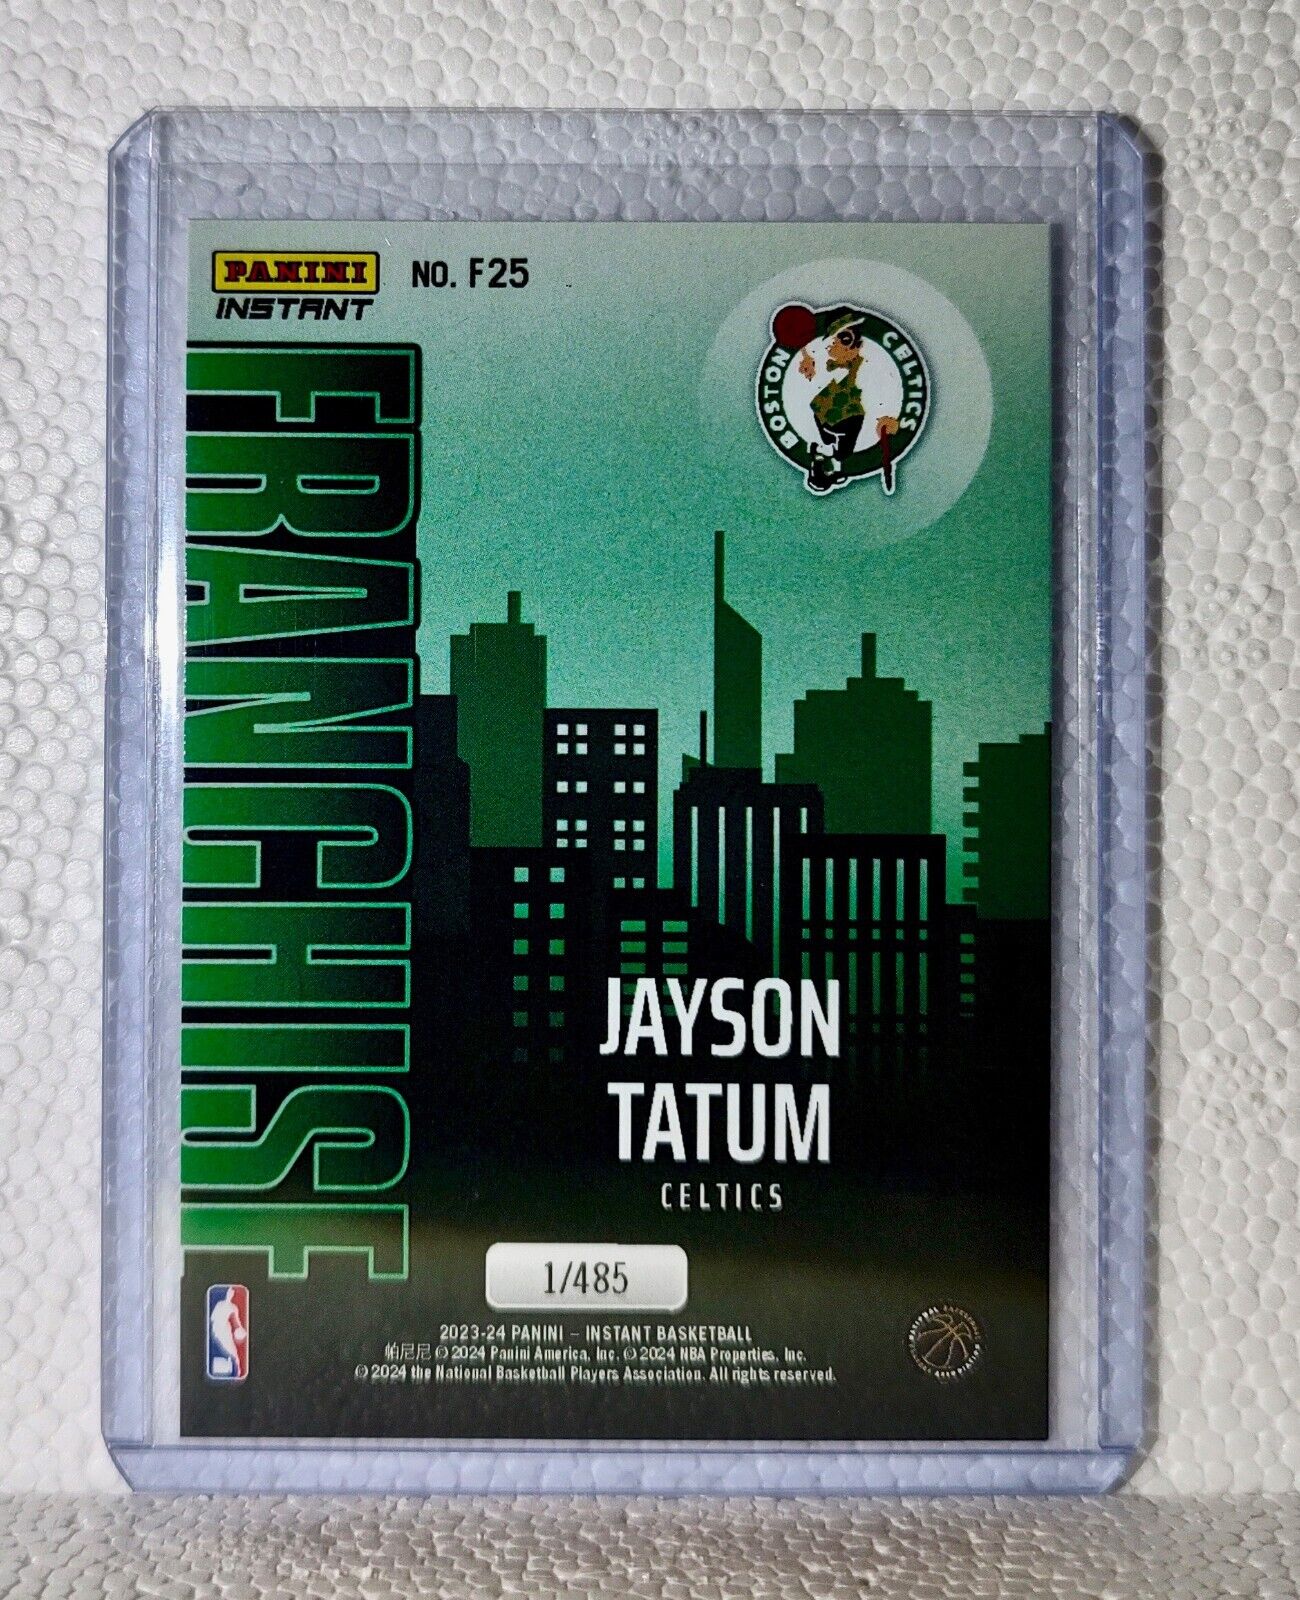 PANINI
INSTANT
NO. F25
FRANCHISE
BOSTON CELTICS
JAYSON
TATUM
CELTICS
1/485
2023-24 PANINI – INSTANT BASKETBALL
帕尼尼 © 2024 Panini America, Inc. © 2024 NBA Properties, Inc.
© 2024 the National Basketball Players Association. All rights reserved.